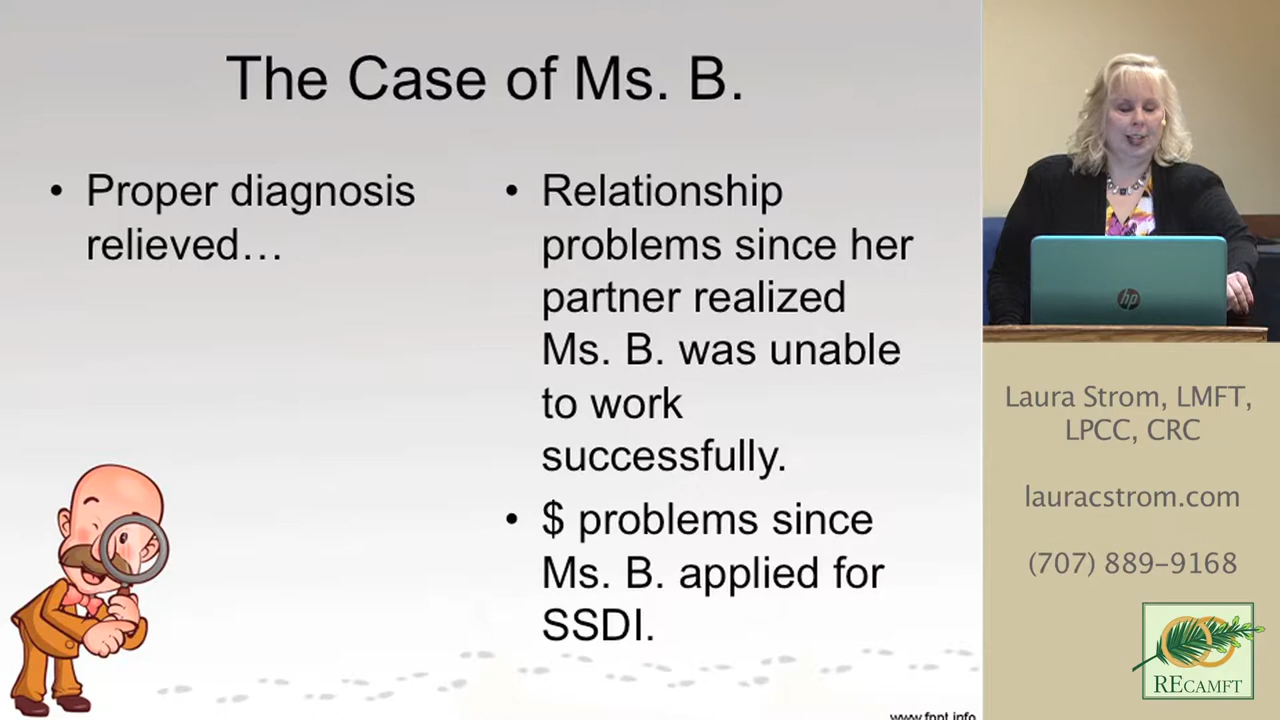 The Case of Ms. B.
• Proper diagnosis
relieved…
• Relationship
problems since her
partner realized
Ms. B. was unable
to work
successfully.
• $ problems since
Ms. B. applied for
SSDI.
www.fppt.info
hp
Laura Strom, LMFT,
LPCC, CRC
lauracstrom.com
(707) 889-9168
RECAMFT